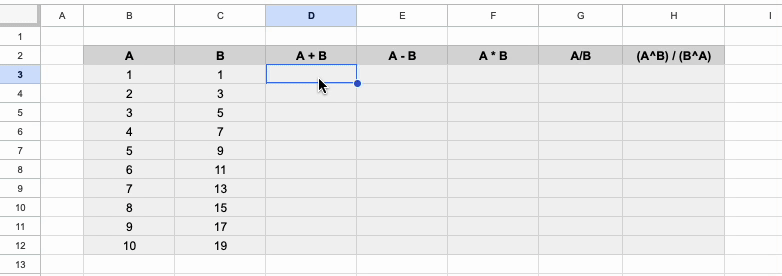 A B C D E F G H I
1
2 A B A + B A - B A * B A/B (A^B) / (B^A)
3 1 1
4 2 3
5 3 5
6 4 7
7 5 9
8 6 11
9 7 13
10 8 15
11 9 17
12 10 19
13